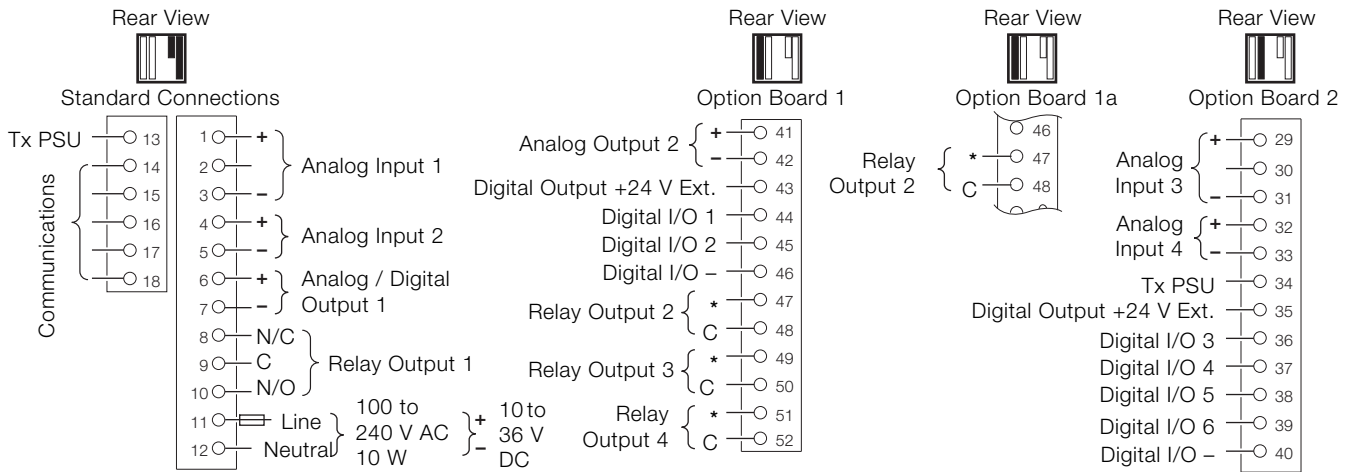 Rear View
Standard Connections
Tx PSU
13
14
15
16
17
18
Communications
1 +
2
3 –
Analog Input 1
4 +
5 –
Analog Input 2
6 +
7 –
Analog / Digital
Output 1
8 N/C
9 C
10 N/O
Relay Output 1
11 Line
12 Neutral
100 to
240 V AC
10 W
+
–
10 to
36 V
DC
Rear View
Option Board 1
Analog Output 2
+ 41
– 42
Digital Output +24 V Ext. 43
Digital I/O 1 44
Digital I/O 2 45
Digital I/O – 46
Relay Output 2
* 47
C 48
Relay Output 3
* 49
C 50
Relay
Output 4
* 51
C 52
Rear View
Option Board 1a
46
Relay
Output 2
* 47
C 48
Rear View
Option Board 2
Analog
Input 3
+ 29
30
– 31
Analog
Input 4
+ 32
– 33
Tx PSU 34
Digital Output +24 V Ext. 35
Digital I/O 3 36
Digital I/O 4 37
Digital I/O 5 38
Digital I/O 6 39
Digital I/O – 40